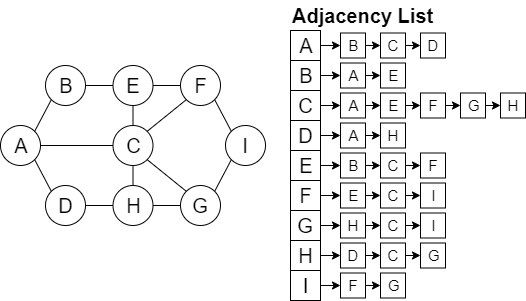 Adjacency List
B E F
A C I
D H G
A B C D
B A E
C A E F G H
D A H
E B C F
F E C I
G H C I
H D C G
I F G